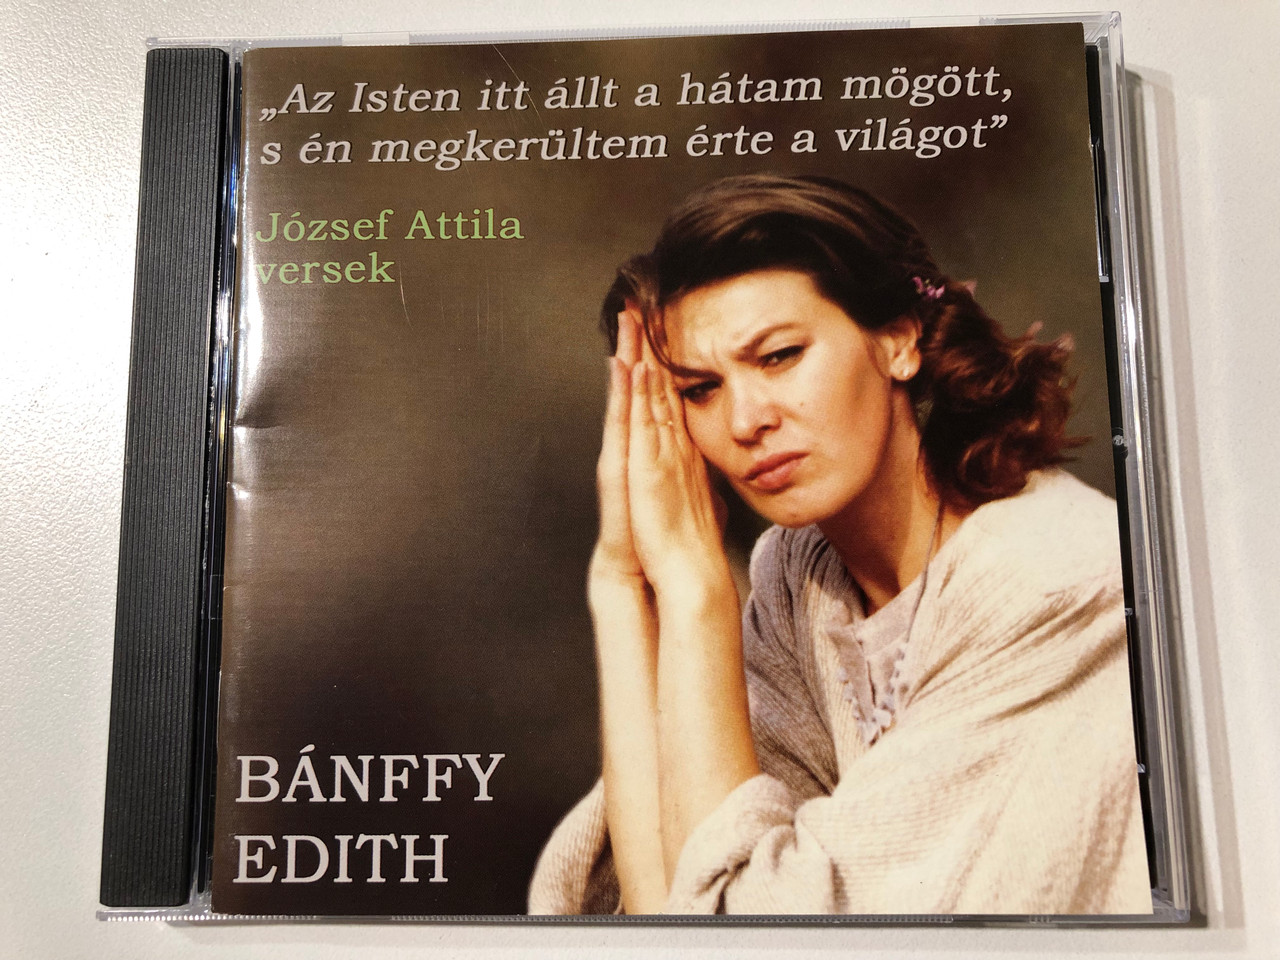 „Az Isten itt állt a hátam mögött,
s én megkerültem érte a világot”
József Attila
versek
BÁNFFY
EDITH